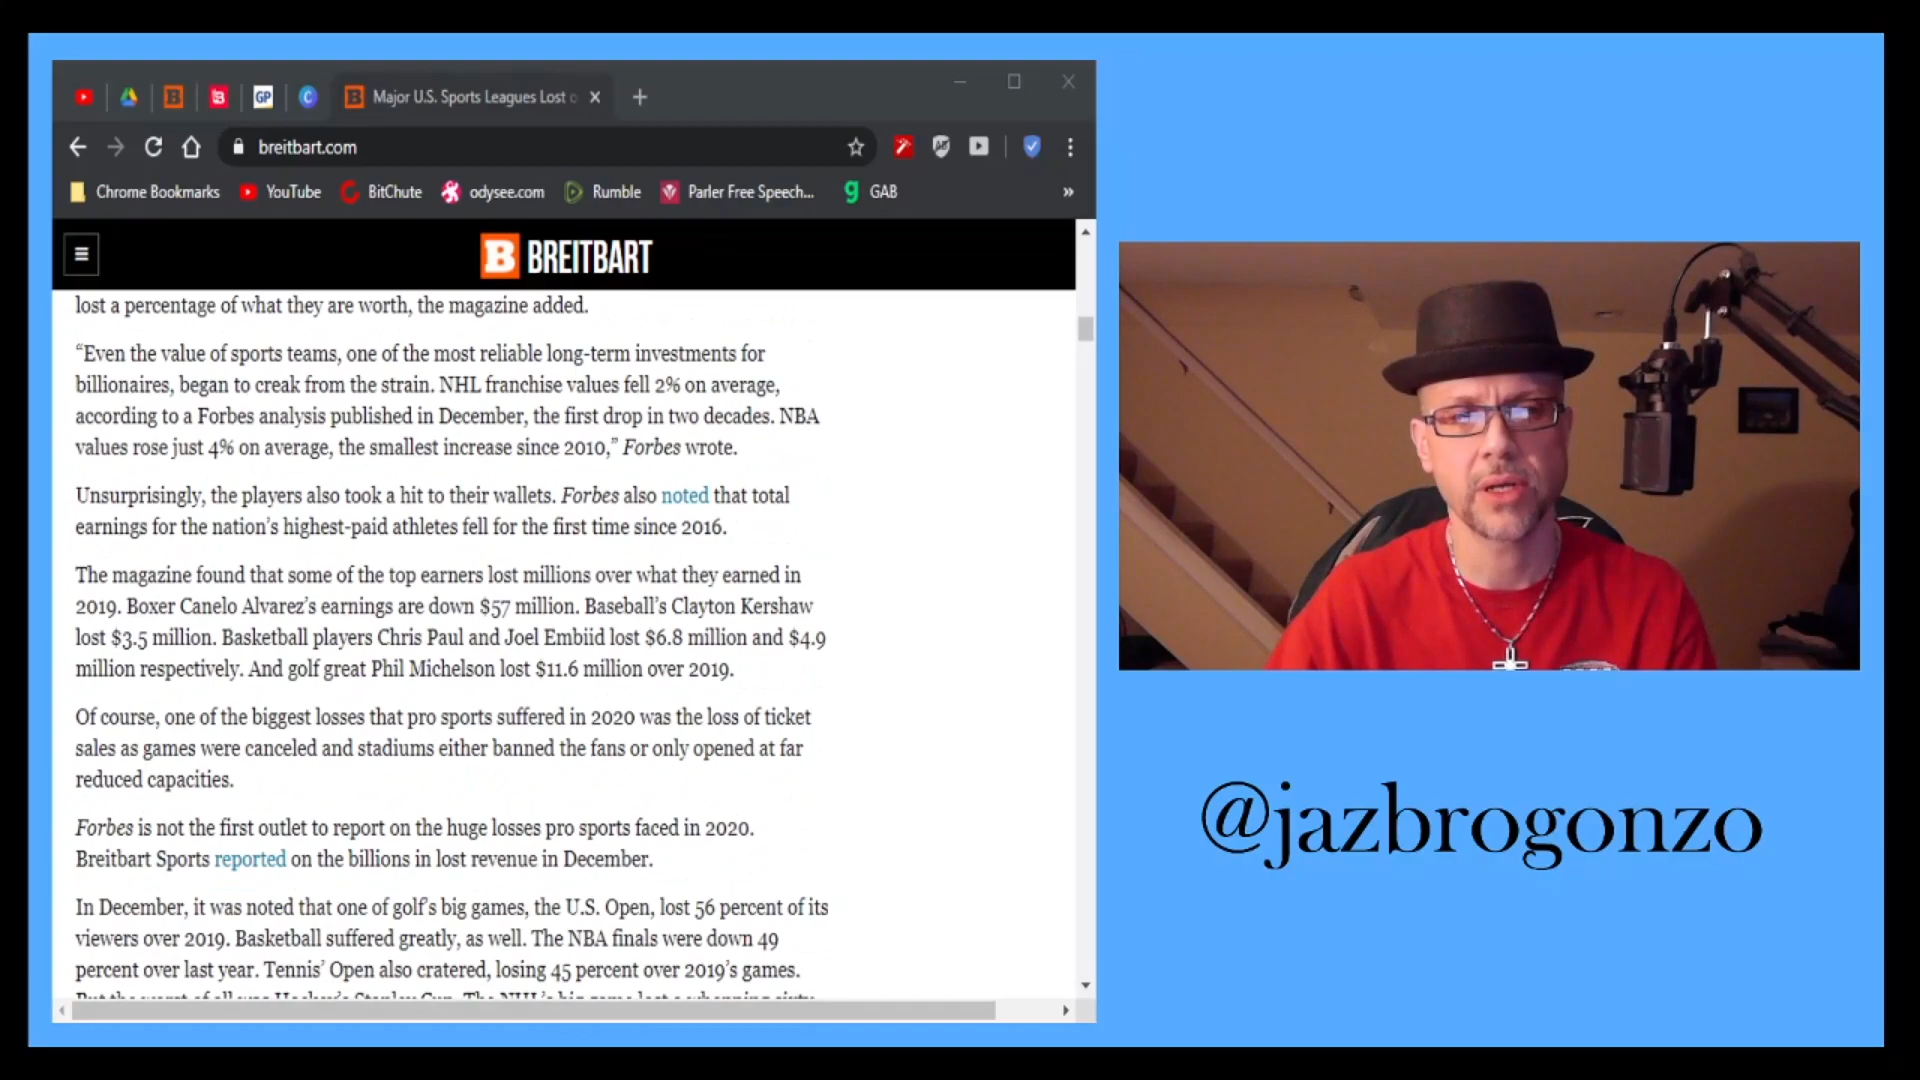 Major U.S. Sports Leagues Lost
breitbart.com
Chrome Bookmarks YouTube BitChute odysee.com Rumble Parler Free Speech... g GAB »
B BREITBART
lost a percentage of what they are worth, the magazine added.
“Even the value of sports teams, one of the most reliable long-term investments for
billionaires, began to creak from the strain. NHL franchise values fell 2% on average,
according to a Forbes analysis published in December, the first drop in two decades. NBA
values rose just 4% on average, the smallest increase since 2010,” Forbes wrote.
Unsurprisingly, the players also took a hit to their wallets. Forbes also noted that total
earnings for the nation’s highest-paid athletes fell for the first time since 2016.
The magazine found that some of the top earners lost millions over what they earned in
2019. Boxer Canelo Alvarez’s earnings are down $57 million. Baseball’s Clayton Kershaw
lost $3.5 million. Basketball players Chris Paul and Joel Embiid lost $6.8 million and $4.9
million respectively. And golf great Phil Michelson lost $11.6 million over 2019.
Of course, one of the biggest losses that pro sports suffered in 2020 was the loss of ticket
sales as games were canceled and stadiums either banned the fans or only opened at far
reduced capacities.
Forbes is not the first outlet to report on the huge losses pro sports faced in 2020.
Breitbart Sports reported on the billions in lost revenue in December.
In December, it was noted that one of golf’s big games, the U.S. Open, lost 56 percent of its
viewers over 2019. Basketball suffered greatly, as well. The NBA finals were down 49
percent over last year. Tennis’ Open also cratered, losing 45 percent over 2019’s games.
@jazbrogonzo